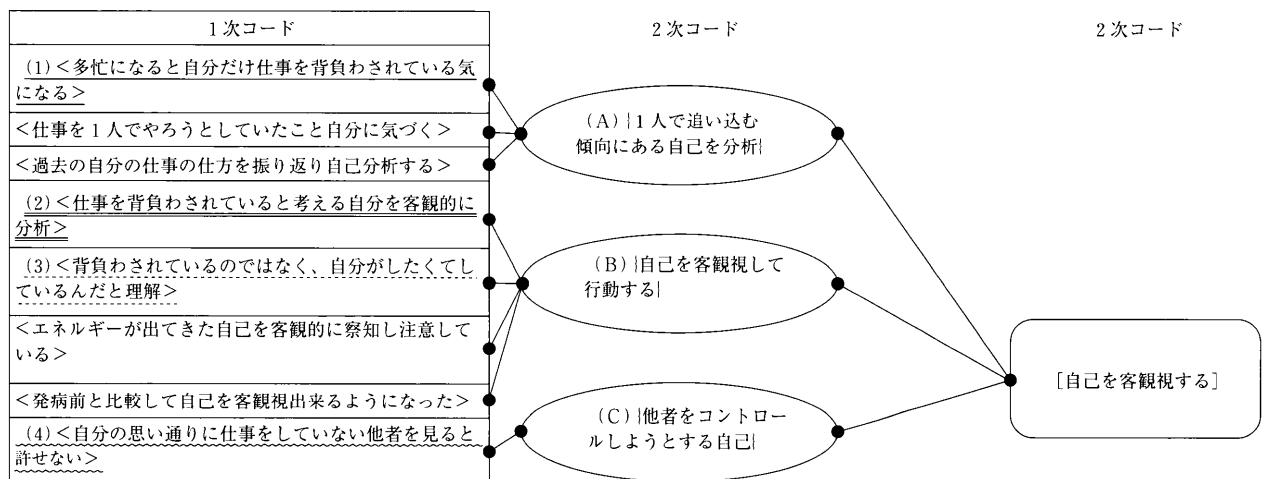 1次コード
2次コード
2次コード
(1)<多忙になると自分だけ仕事を背負わされている気
になる>
<仕事を1人でやろうとしていたこと自分に気づく>
<過去の自分の仕事の仕方を振り返り自己分析する>
(2)<仕事を背負わされていると考える自分を客観的に
分析>
(3)<背負わされているのではなく、自分がしたくてし
ているんだと理解>
<エネルギーが出てきた自己を客観的に察知し注意して
いる>
<発病前と比較して自己を客観視出来るようになった>
(4)<自分の思い通りに仕事をしていない他者を見ると
許せない>
(A){1人で追い込む
傾向にある自己を分析}
(B){自己を客観視して
行動する}
(C){他者をコントロー
ルしようとする自己}
[自己を客観視する]